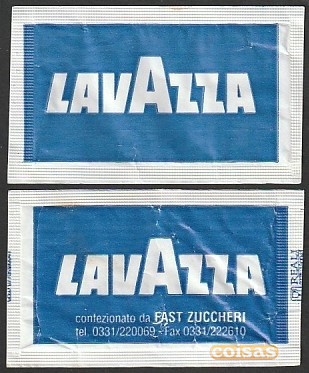 LAVAZZA
LAVAZZA
confezionato da FAST ZUCCHERI
tel. 0331/220069 - Fax 0331/222610
coisas